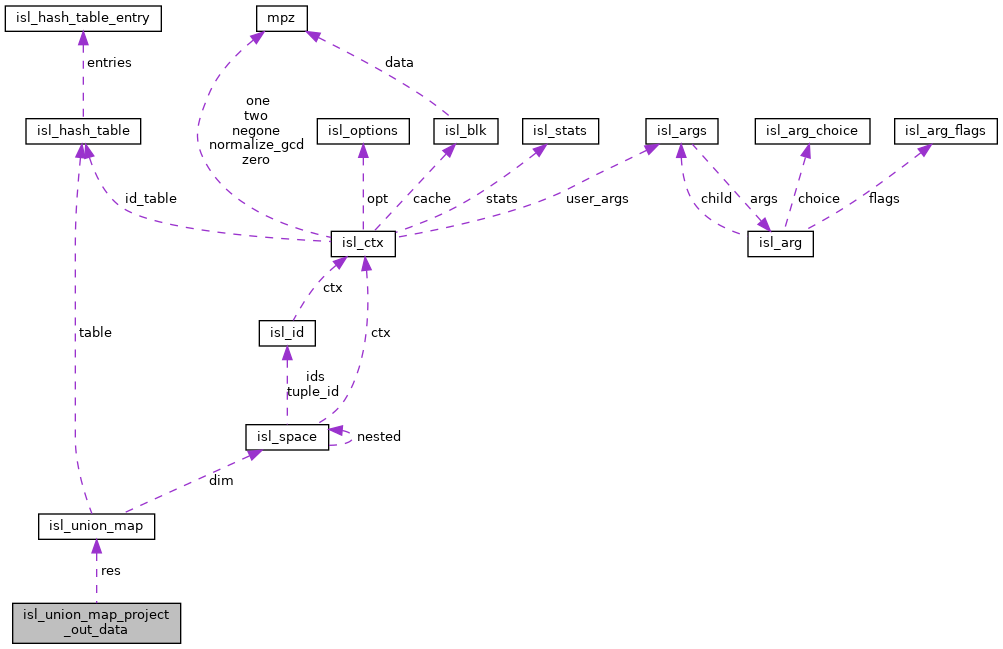 isl_hash_table_entry
mpz
entries
data
one
two
negone
normalize_gcd
zero
isl_hash_table
isl_options
isl_blk
isl_stats
isl_args
isl_arg_choice
isl_arg_flags
id_table
opt
cache
stats
user_args
child
args
choice
flags
isl_ctx
isl_arg
ctx
isl_id
table
ctx
ids
tuple_id
isl_space
nested
dim
isl_union_map
res
isl_union_map_project
_out_data